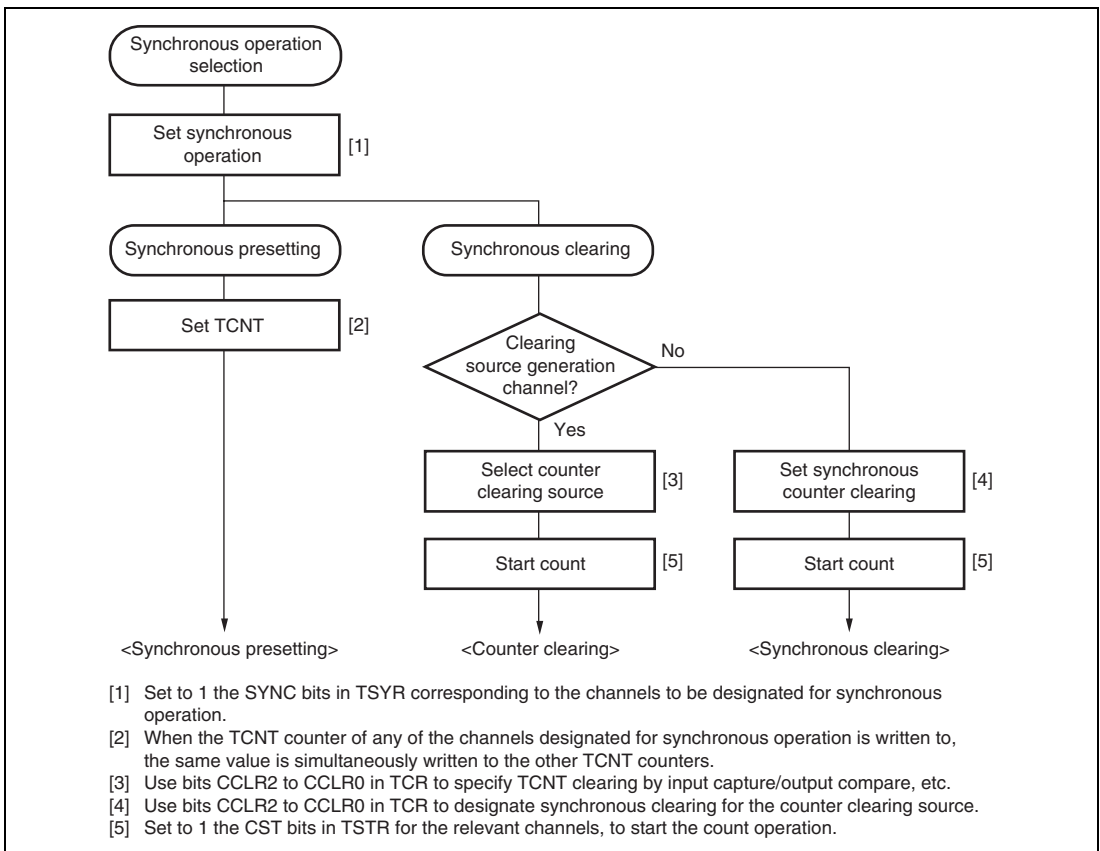 Synchronous operation
selection
Set synchronous
operation
[1]
Synchronous presetting
Synchronous clearing
Set TCNT
[2]
Clearing
source generation
channel?
No
Yes
Select counter
clearing source
[3]
Set synchronous
counter clearing
[4]
Start count
[5]
Start count
[5]
<Synchronous presetting>
<Counter clearing>
<Synchronous clearing>
[1] Set to 1 the SYNC bits in TSYR corresponding to the channels to be designated for synchronous
operation.
[2] When the TCNT counter of any of the channels designated for synchronous operation is written to,
the same value is simultaneously written to the other TCNT counters.
[3] Use bits CCLR2 to CCLR0 in TCR to specify TCNT clearing by input capture/output compare, etc.
[4] Use bits CCLR2 to CCLR0 in TCR to designate synchronous clearing for the counter clearing source.
[5] Set to 1 the CST bits in TSTR for the relevant channels, to start the count operation.